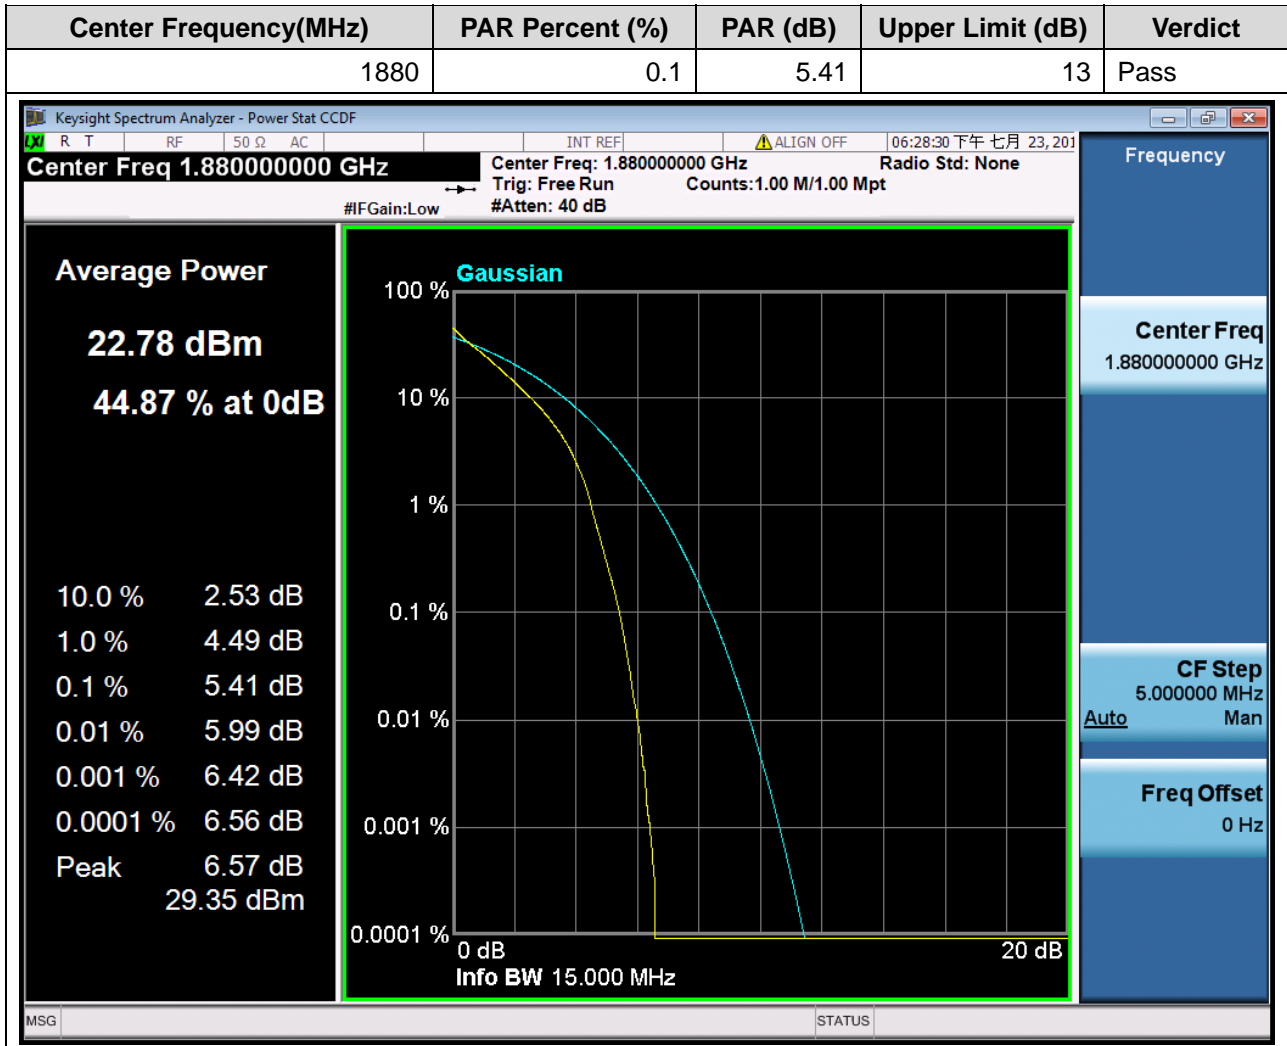 Center Frequency(MHz) PAR Percent (%) PAR (dB) Upper Limit (dB) Verdict
1880 0.1 5.41 13 Pass
Keysight Spectrum Analyzer - Power Stat CCDF
LXI R T RF 50 Ω AC INT REF ALIGN OFF 06:28:30 下午 七月 23, 201
Center Freq 1.880000000 GHz
Center Freq: 1.880000000 GHz Radio Std: None
Trig: Free Run Counts:1.00 M/1.00 Mpt
#IFGain:Low #Atten: 40 dB
Frequency
Average Power
22.78 dBm
44.87 % at 0dB
10.0 % 2.53 dB
1.0 % 4.49 dB
0.1 % 5.41 dB
0.01 % 5.99 dB
0.001 % 6.42 dB
0.0001 % 6.56 dB
Peak 6.57 dB
29.35 dBm
Gaussian
100 %
10 %
1 %
0.1 %
0.01 %
0.001 %
0.0001 %
0 dB 20 dB
Info BW 15.000 MHz
Center Freq
1.880000000 GHz
CF Step
5.000000 MHz
Auto Man
Freq Offset
0 Hz
MSG STATUS